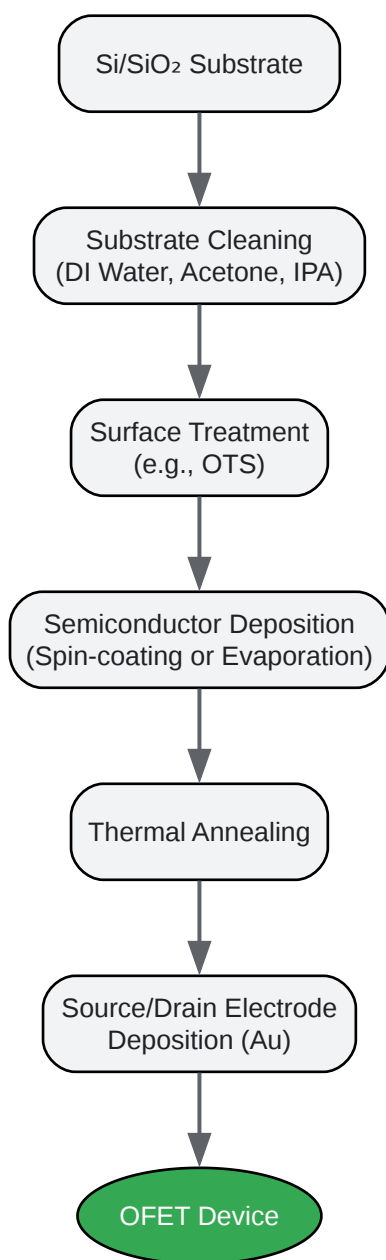 Si/SiO₂ Substrate
Substrate Cleaning
(DI Water, Acetone, IPA)
Surface Treatment
(e.g., OTS)
Semiconductor Deposition
(Spin-coating or Evaporation)
Thermal Annealing
Source/Drain Electrode
Deposition (Au)
OFET Device